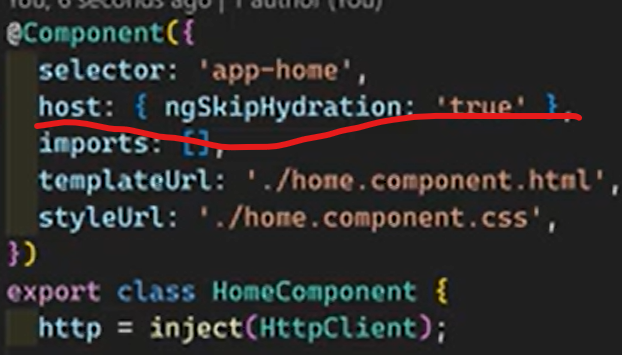 You, 6 seconds ago | 1 author (You)
@Component({
selector: 'app-home',
host: { ngSkipHydration: 'true' },
imports: [],
templateUrl: './home.component.html',
styleUrl: './home.component.css',
})
export class HomeComponent {
http = inject(HttpClient);